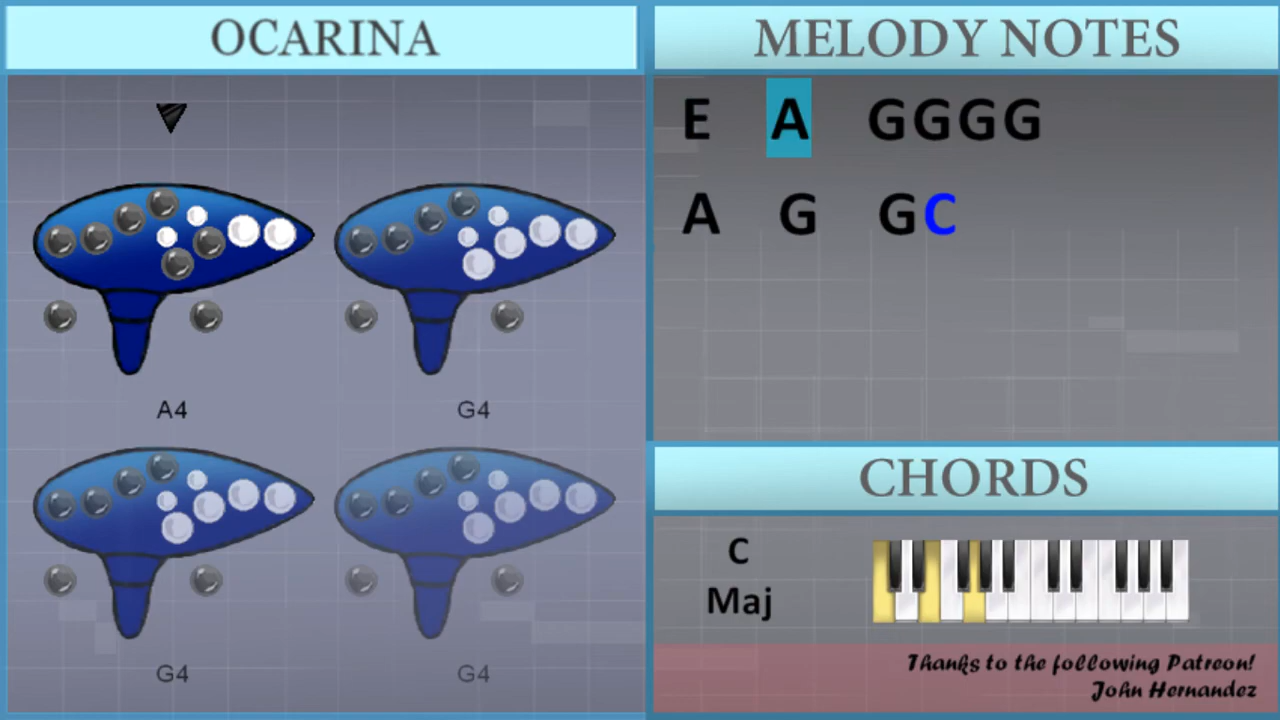 OCARINA
A4
G4
G4
G4
MELODY NOTES
E A GGGG
A G GC
CHORDS
C
Maj
Thanks to the following Patreon!
John Hernandez